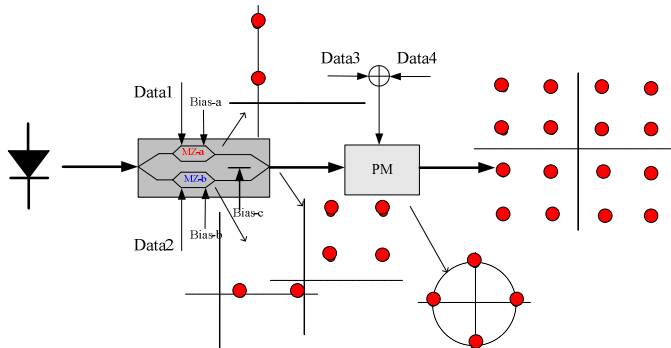 Data3
Data4
Data1
Bias-a
MZ-a
PM
MZ-b
Bias-c
Bias-b
Data2